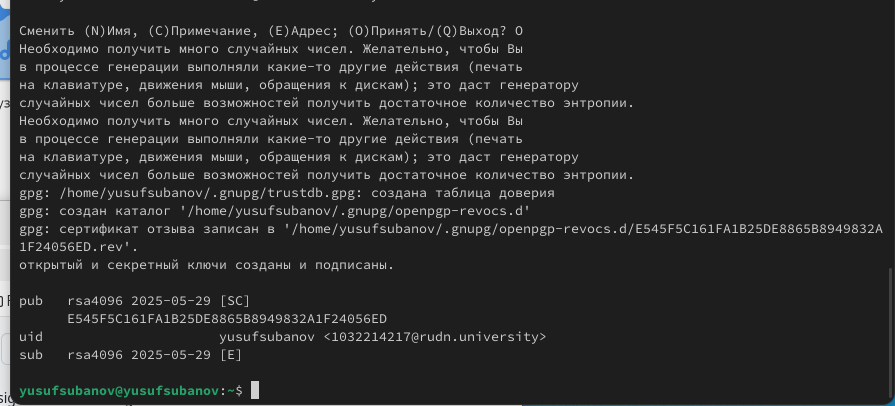 Сменить (N)Имя, (C)Примечание, (E)Адрес; (O)Принять/(Q)Выход? O
Необходимо получить много случайных чисел. Желательно, чтобы Вы
в процессе генерации выполняли какие-то другие действия (печать
на клавиатуре, движения мыши, обращения к дискам); это даст генератору
случайных чисел больше возможностей получить достаточное количество энтропии.
Необходимо получить много случайных чисел. Желательно, чтобы Вы
в процессе генерации выполняли какие-то другие действия (печать
на клавиатуре, движения мыши, обращения к дискам); это даст генератору
случайных чисел больше возможностей получить достаточное количество энтропии.
gpg: /home/yusufsubanov/.gnupg/trustdb.gpg: создана таблица доверия
gpg: создан каталог '/home/yusufsubanov/.gnupg/openpgp-revocs.d'
gpg: сертификат отзыва записан в '/home/yusufsubanov/.gnupg/openpgp-revocs.d/E545F5C161FA1B25DE8865B8949832A
1F24056ED.rev'.
открытый и секретный ключи созданы и подписаны.
pub   rsa4096 2025-05-29 [SC]
      E545F5C161FA1B25DE8865B8949832A1F24056ED
uid                      yusufsubanov <1032214217@rudn.university>
sub   rsa4096 2025-05-29 [E]
yusufsubanov@yusufsubanov:~$